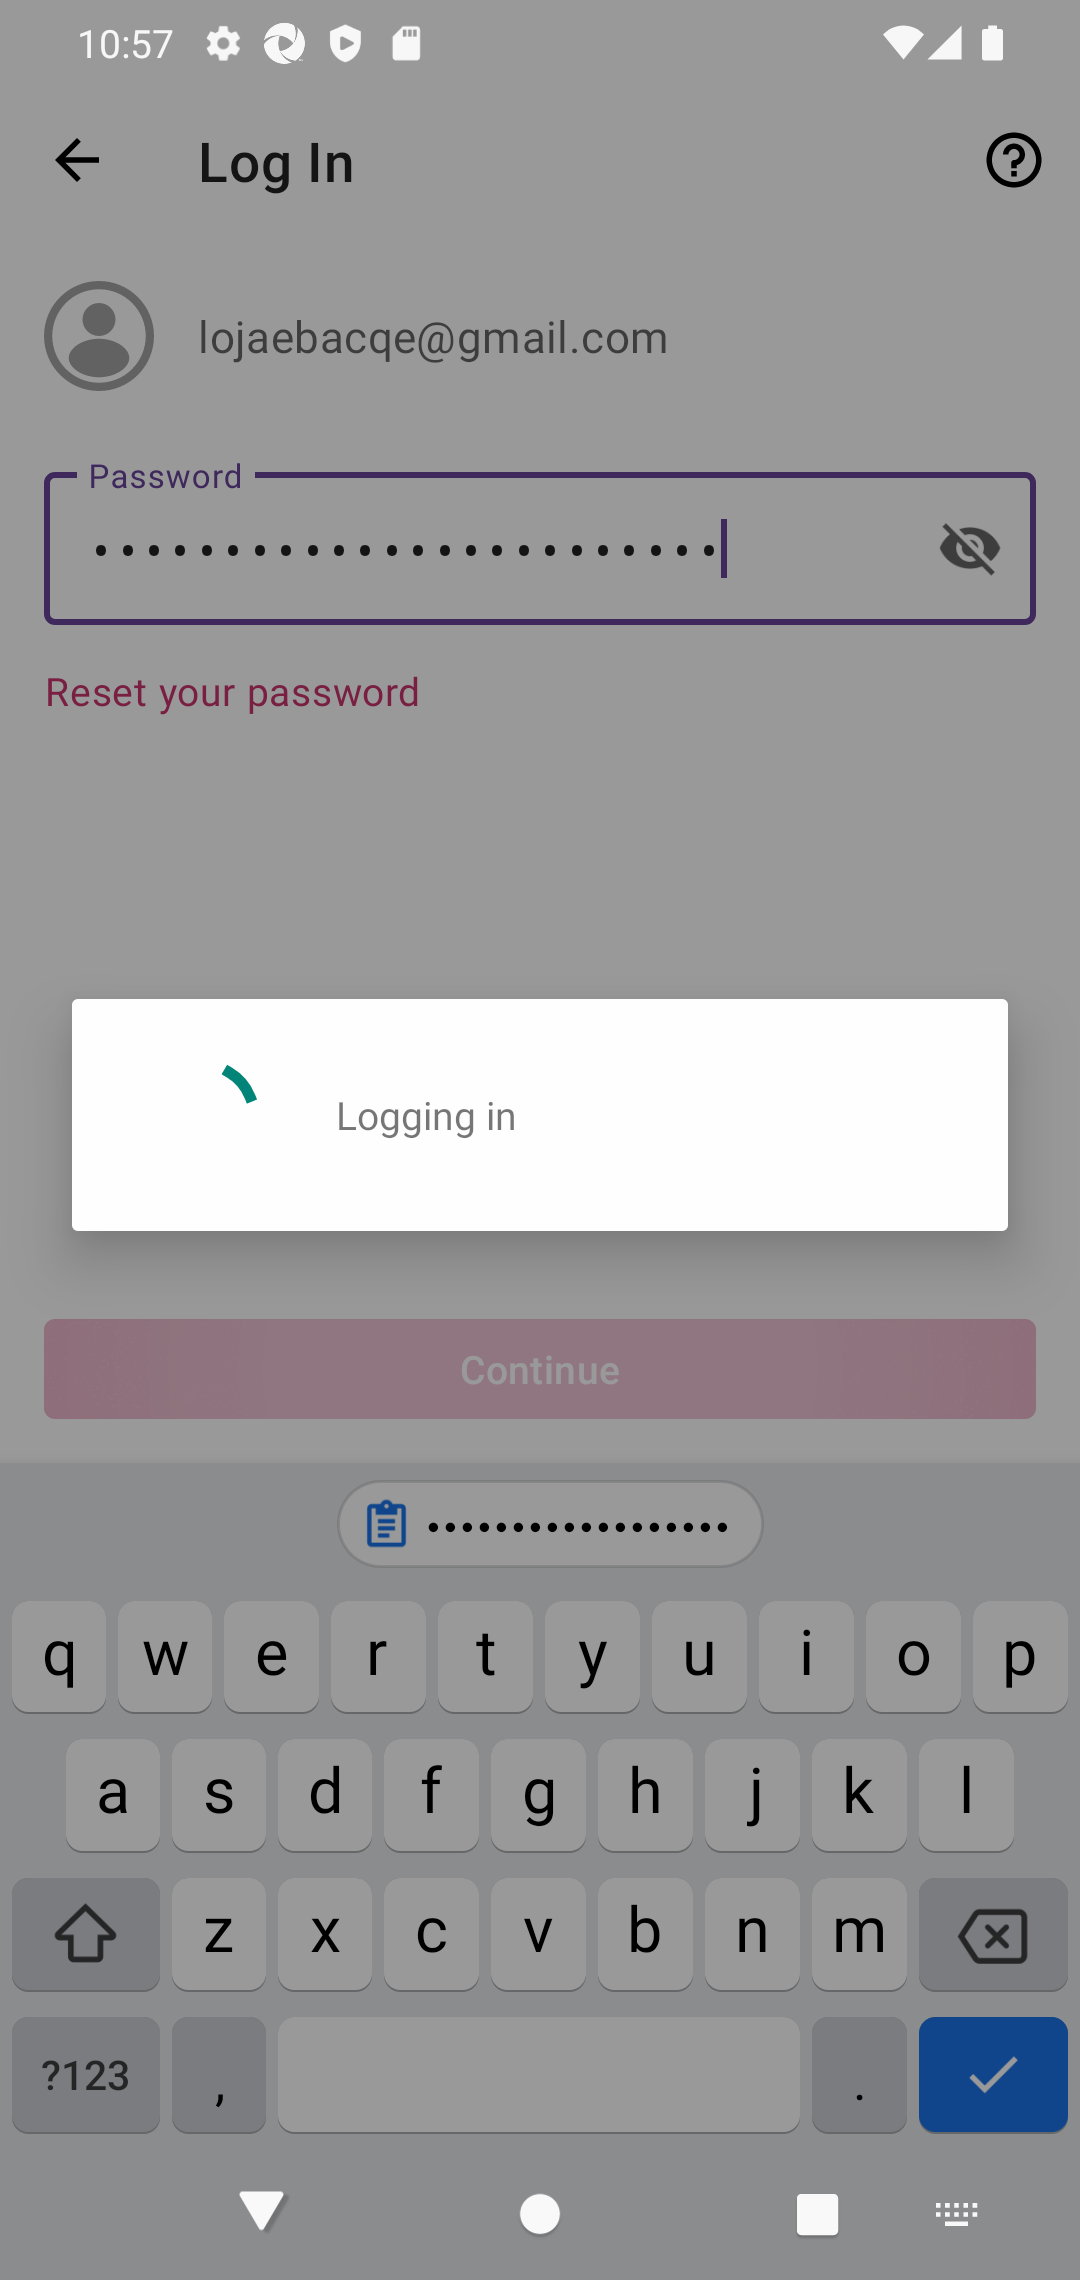 10:57
Log In
lojaebacqe@gmail.com
Password
•••••••••••••••••••••••• 
Reset your password
Logging in
Continue
••••••••••••••••••
q w e r t y u i o p
a s d f g h j k l
z x c v b n m
?123 , .